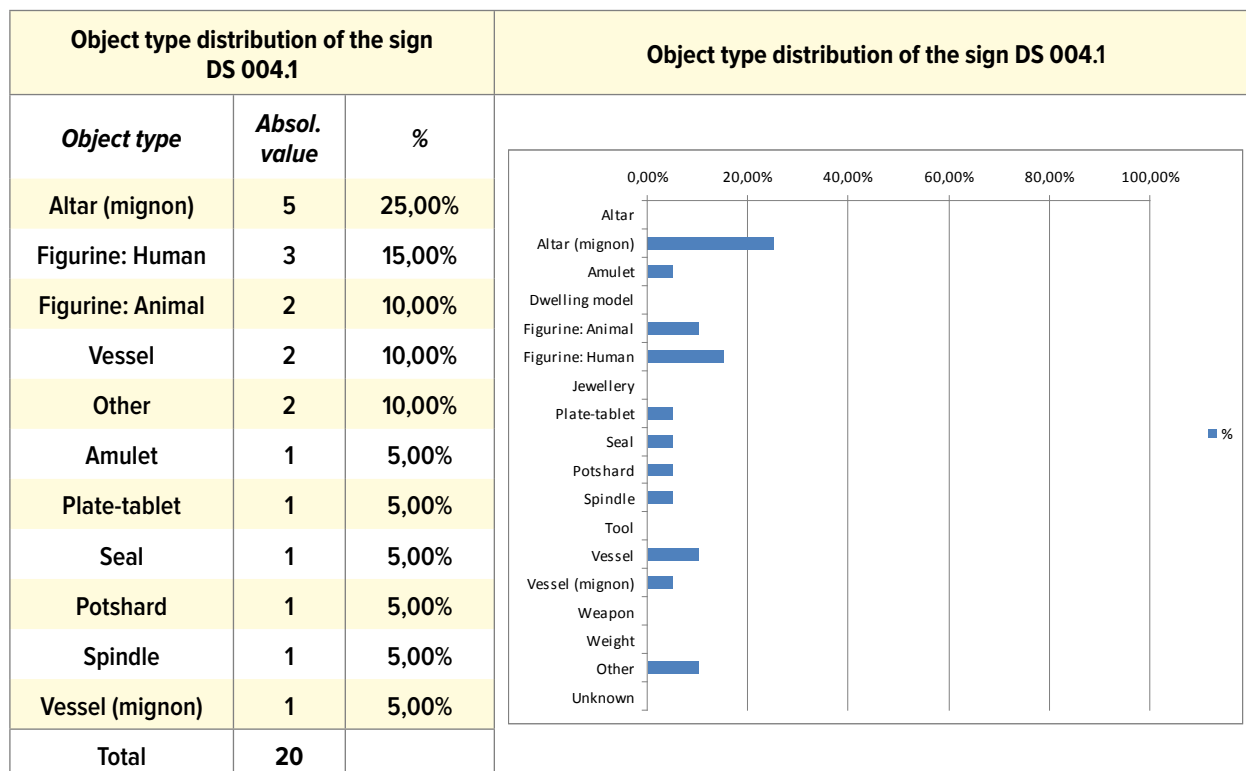 Object type distribution of the sign
DS 004.1
Object type distribution of the sign DS 004.1
Object type Absol. value %
Altar (mignon) 5 25,00%
Figurine: Human 3 15,00%
Figurine: Animal 2 10,00%
Vessel 2 10,00%
Other 2 10,00%
Amulet 1 5,00%
Plate-tablet 1 5,00%
Seal 1 5,00%
Potshard 1 5,00%
Spindle 1 5,00%
Vessel (mignon) 1 5,00%
Total 20
0,00% 20,00% 40,00% 60,00% 80,00% 100,00%
Altar
Altar (mignon)
Amulet
Dwelling model
Figurine: Animal
Figurine: Human
Jewellery
Plate-tablet
Seal
Potshard
Spindle
Tool
Vessel
Vessel (mignon)
Weapon
Weight
Other
Unknown
%